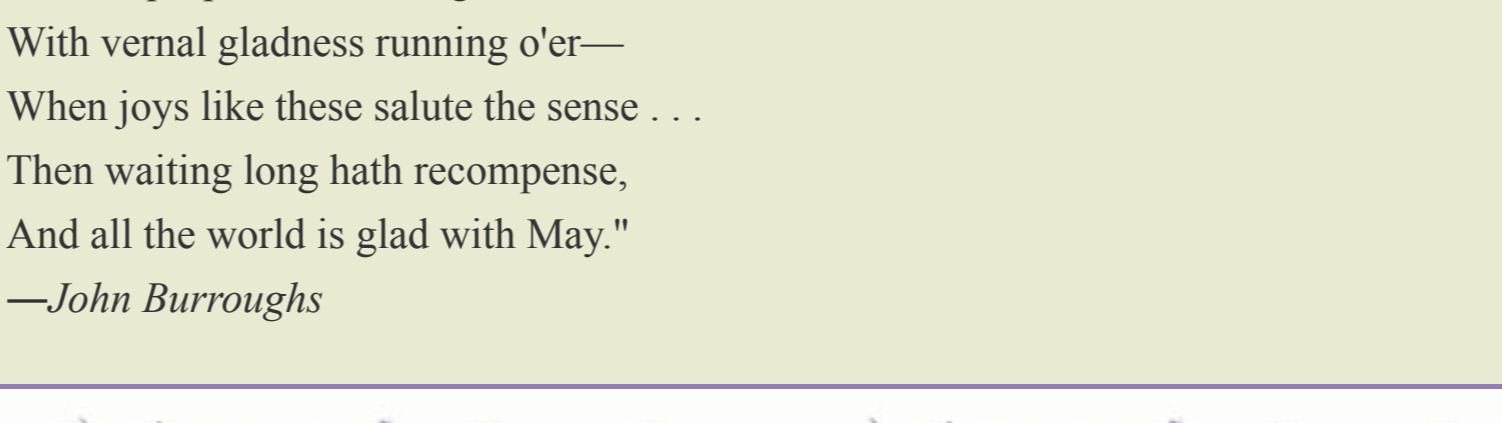 With vernal gladness running o'er—
When joys like these salute the sense . . .
Then waiting long hath recompense,
And all the world is glad with May."
—John Burroughs